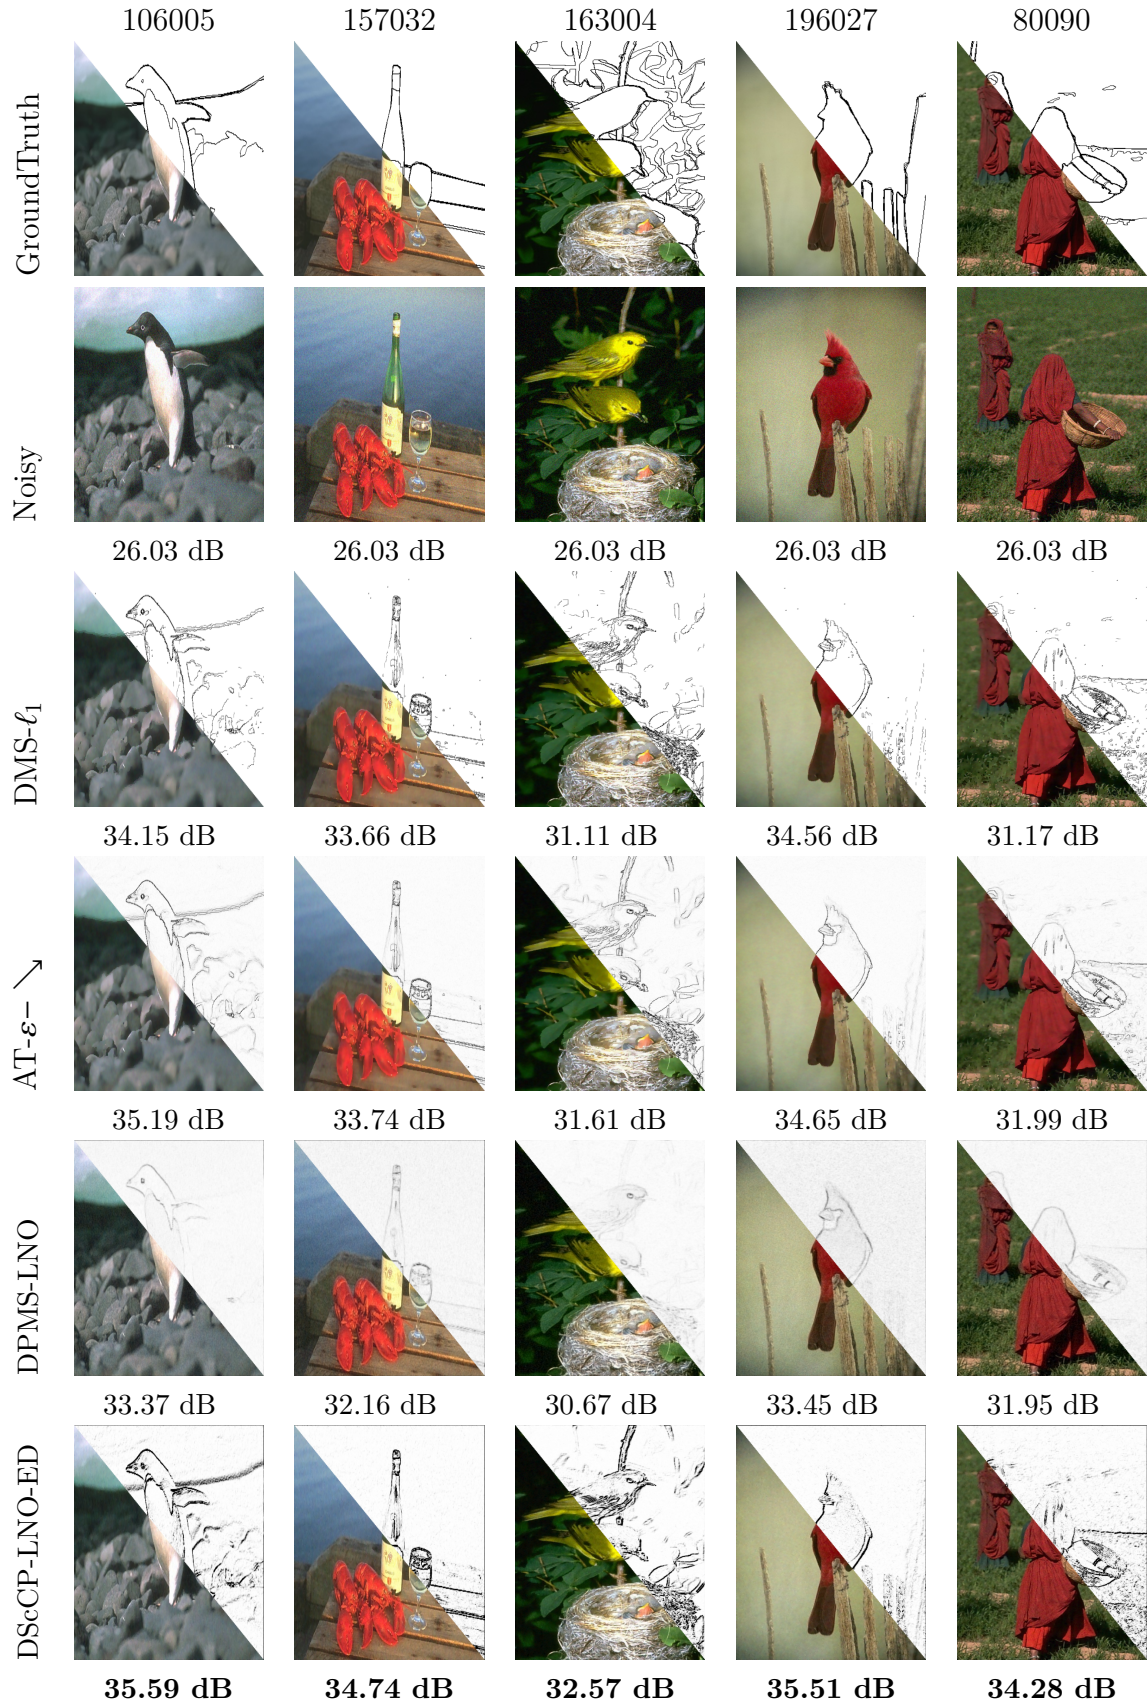 106005 157032 163004 196027 80090
GroundTruth
Noisy
26.03 dB 26.03 dB 26.03 dB 26.03 dB 26.03 dB
DMS-ℓ₁
34.15 dB 33.66 dB 31.11 dB 34.56 dB 31.17 dB
AT-ε− ↘
35.19 dB 33.74 dB 31.61 dB 34.65 dB 31.99 dB
DPMS-LNO
33.37 dB 32.16 dB 30.67 dB 33.45 dB 31.95 dB
DScCP-LNO-ED
35.59 dB 34.74 dB 32.57 dB 35.51 dB 34.28 dB